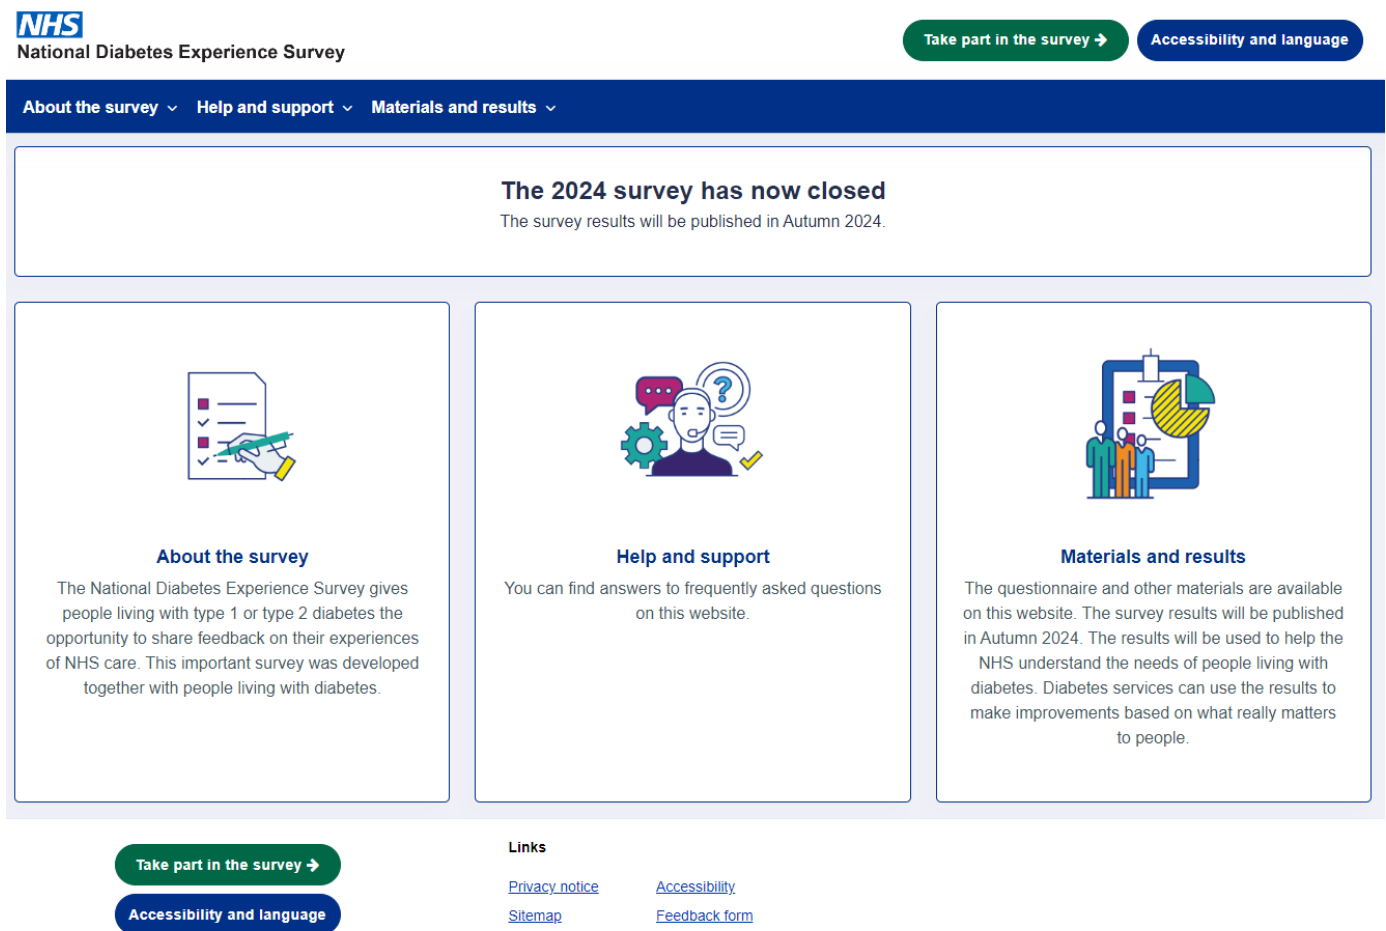 NHS
National Diabetes Experience Survey
Take part in the survey →
Accessibility and language
About the survey
Help and support
Materials and results
The 2024 survey has now closed
The survey results will be published in Autumn 2024.
?
About the survey
The National Diabetes Experience Survey gives
people living with type 1 or type 2 diabetes the
opportunity to share feedback on their experiences
of NHS care. This important survey was developed
together with people living with diabetes.
Help and support
You can find answers to frequently asked questions
on this website.
Materials and results
The questionnaire and other materials are available
on this website. The survey results will be published
in Autumn 2024. The results will be used to help the
NHS understand the needs of people living with
diabetes. Diabetes services can use the results to
make improvements based on what really matters
to people.
Take part in the survey →
Accessibility and language
Links
Privacy notice
Accessibility
Sitemap
Feedback form